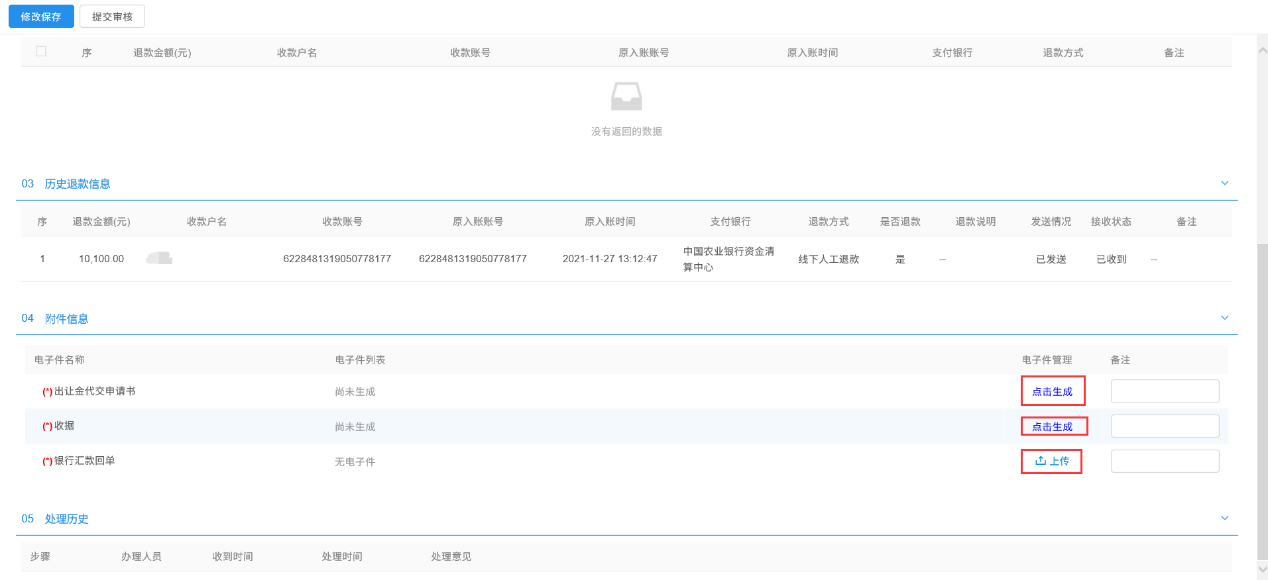 修改保存 提交审核
序 退款金额(元) 收款户名 收款账号 原入账账号 原入账时间 支付银行 退款方式 备注
没有返回的数据
03 历史退款信息
序 退款金额(元) 收款户名 收款账号 原入账账号 原入账时间 支付银行 退款方式 是否退款 退款说明 发送情况 接收状态 备注
1 10,100.00 6228481319050778177 6228481319050778177 2021-11-27 13:12:47 中国农业银行资金清 线下人工退款 是 -- 已发送 已收到 --
算中心
04 附件信息
电子件名称 电子件列表 电子件管理 备注
(*)出让金代交申请书 尚未生成 点击生成
(*)收据 尚未生成 点击生成
(*)银行汇款回单 无电子件 上传
05 处理历史
步骤 办理人员 收到时间 处理时间 处理意见